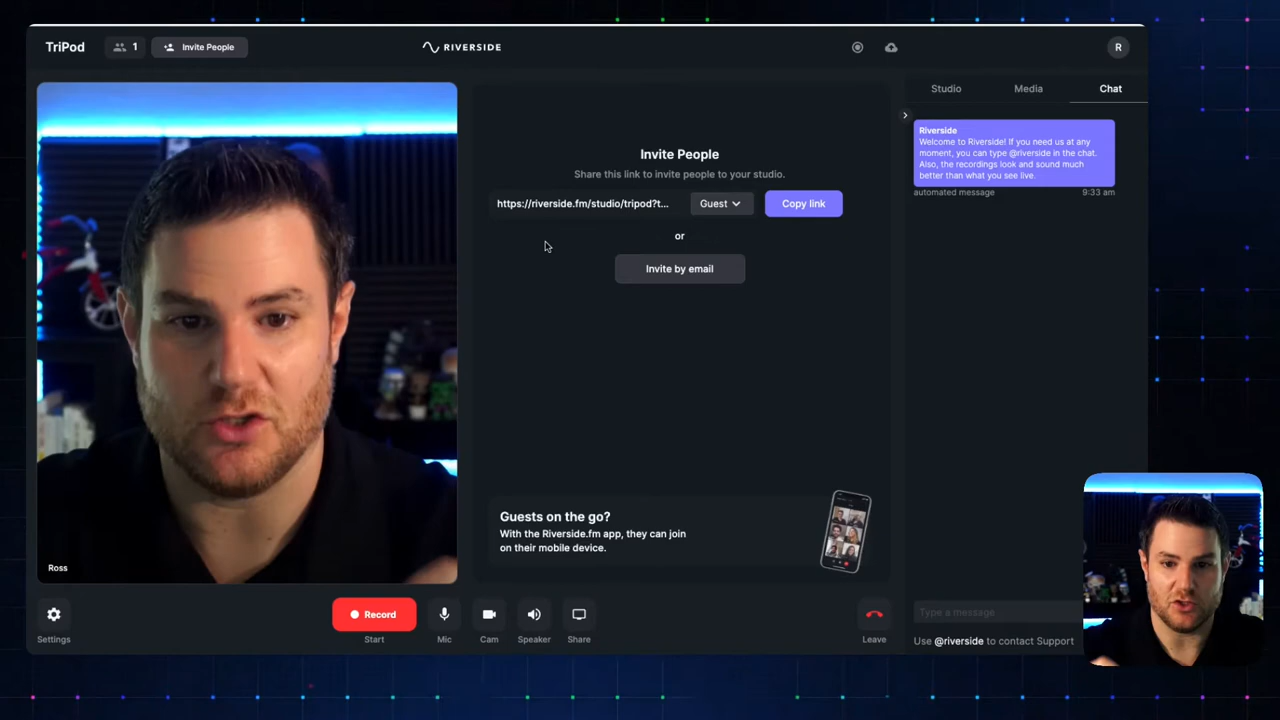 TriPod
1
Invite People
RIVERSIDE
R
Studio
Media
Chat
Riverside
Welcome to Riverside! If you need us at any
moment, you can type @riverside in the chat.
Also, the recordings look and sound much
better than what you see live.
automated message
9:33 am
Invite People
Share this link to invite people to your studio.
https://riverside.fm/studio/tripod?t...
Guest
Copy link
or
Invite by email
Guests on the go?
With the Riverside.fm app, they can join
on their mobile device.
Ross
Settings
Record
Start
Mic
Cam
Speaker
Share
Leave
Type a message
Use @riverside to contact Support